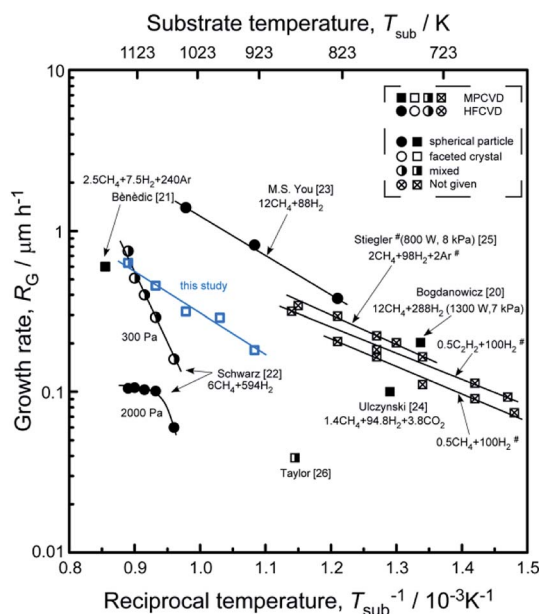 Substrate temperature, T_sub / K
1123 1023 923 823 723
10
1
0.1
0.01
Growth rate, R_G / μm h⁻¹
MPCVD
HFCVD
spherical particle
faceted crystal
mixed
Not given
2.5CH₄+7.5H₂+240Ar
Bènèdic [21]
M.S. You [23]
12CH₄+88H₂
Stiegler #(800 W, 8 kPa) [25]
2CH₄+98H₂+2Ar #
this study
Bogdanowicz [20]
12CH₄+288H₂ (1300 W,7 kPa)
0.5C₂H₂+100H₂ #
300 Pa
Schwarz [22]
6CH₄+594H₂
2000 Pa
Ulczynski [24]
1.4CH₄+94.8H₂+3.8CO₂
0.5CH₄+100H₂ #
Taylor [26]
0.8 0.9 1.0 1.1 1.2 1.3 1.4 1.5
Reciprocal temperature, T_sub⁻¹ / 10⁻³K⁻¹